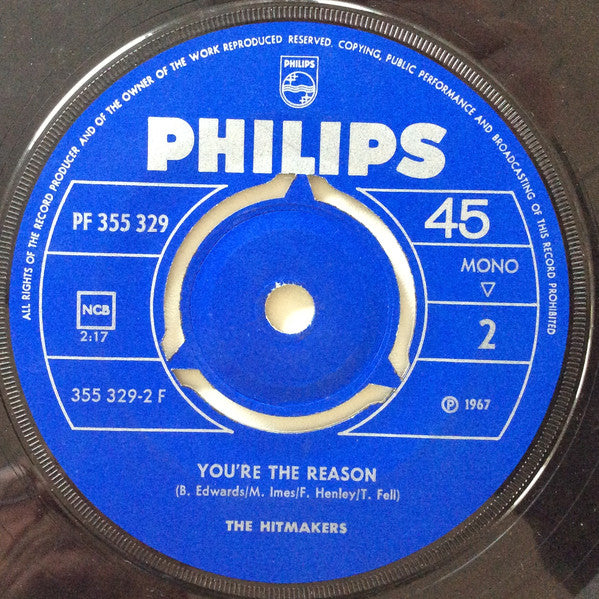 ALL RIGHTS OF THE RECORD PRODUCER AND OF THE OWNER OF THE WORK REPRODUCED RESERVED. COPYING, PUBLIC PERFORMANCE AND BROADCASTING OF THIS RECORD PROHIBITED
PHILIPS
PHILIPS
PF 355 329
45
MONO
NCB
2:17
2
355 329-2 F
Ⓟ 1967
YOU'RE THE REASON
(B. Edwards/M. Imes/F. Henley/T. Fell)
THE HITMAKERS